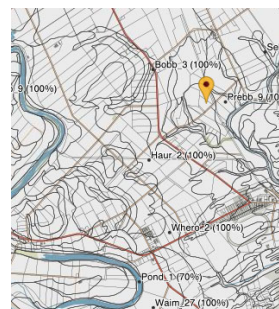 Se
Bobb_3 (100%)
9 (100%)
Prebb_9 (10
Haur_2 (100%)
Whero_2 (100%)
Pond_1 (70%)
Waim_27 (100%)